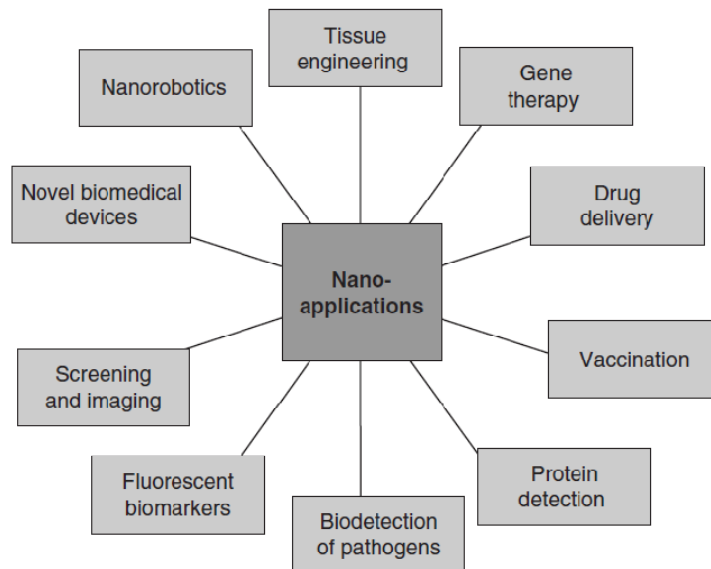 Tissue
engineering
Gene
therapy
Drug
delivery
Vaccination
Protein
detection
Biodetection
of pathogens
Fluorescent
biomarkers
Screening
and imaging
Novel biomedical
devices
Nanorobotics
Nano-
applications